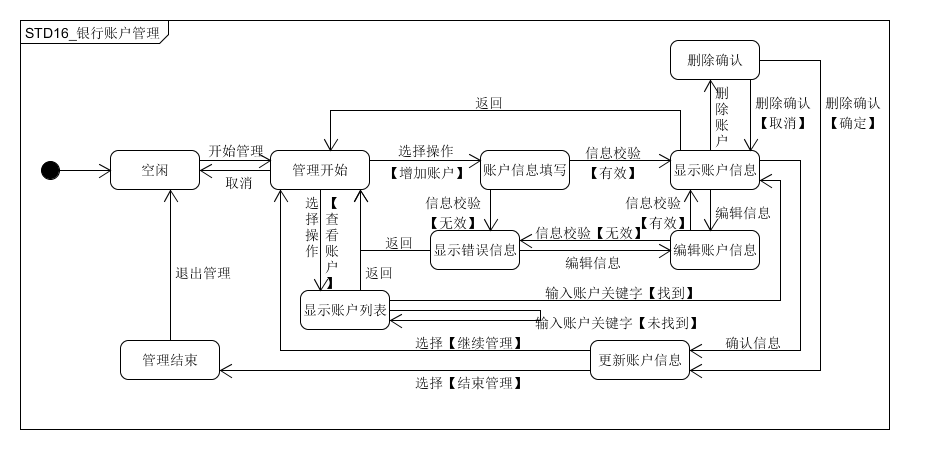 STD16_银行账户管理
删除确认
返回
删除账户
删除确认
【取消】
删除确认
【确定】
空闲
开始管理
取消
管理开始
选择操作
【增加账户】
账户信息填写
信息校验
【有效】
显示账户信息
选择操作
【查看账户】
信息校验
【无效】
信息校验
【有效】
编辑信息
返回
显示错误信息
信息校验【无效】
编辑信息
编辑账户信息
退出管理
返回
显示账户列表
输入账户关键字【找到】
输入账户关键字【未找到】
管理结束
选择【继续管理】
更新账户信息
确认信息
选择【结束管理】